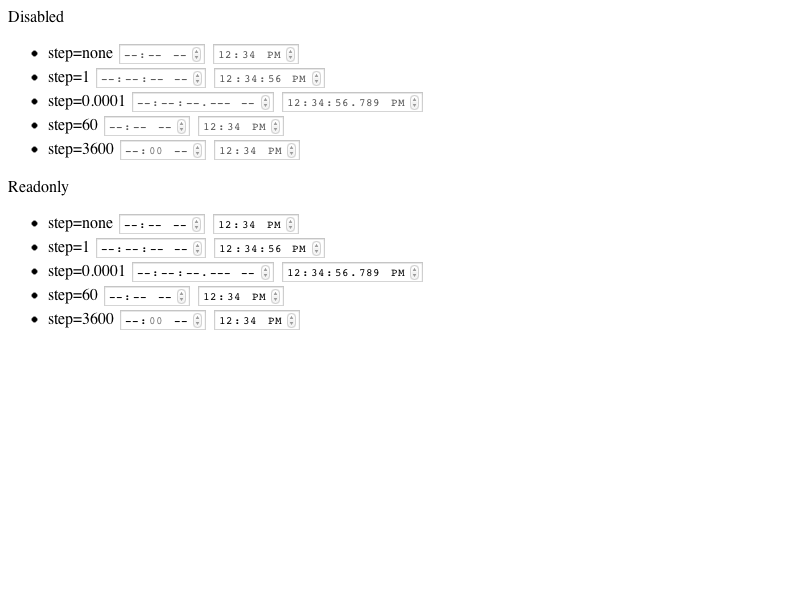 Disabled
step=none --:-- -- 12:34 PM
step=1 --:--:-- -- 12:34:56 PM
step=0.0001 --:--:--.--- -- 12:34:56.789 PM
step=60 --:-- -- 12:34 PM
step=3600 --:00 -- 12:34 PM
Readonly
step=none --:-- -- 12:34 PM
step=1 --:--:-- -- 12:34:56 PM
step=0.0001 --:--:--.--- -- 12:34:56.789 PM
step=60 --:-- -- 12:34 PM
step=3600 --:00 -- 12:34 PM